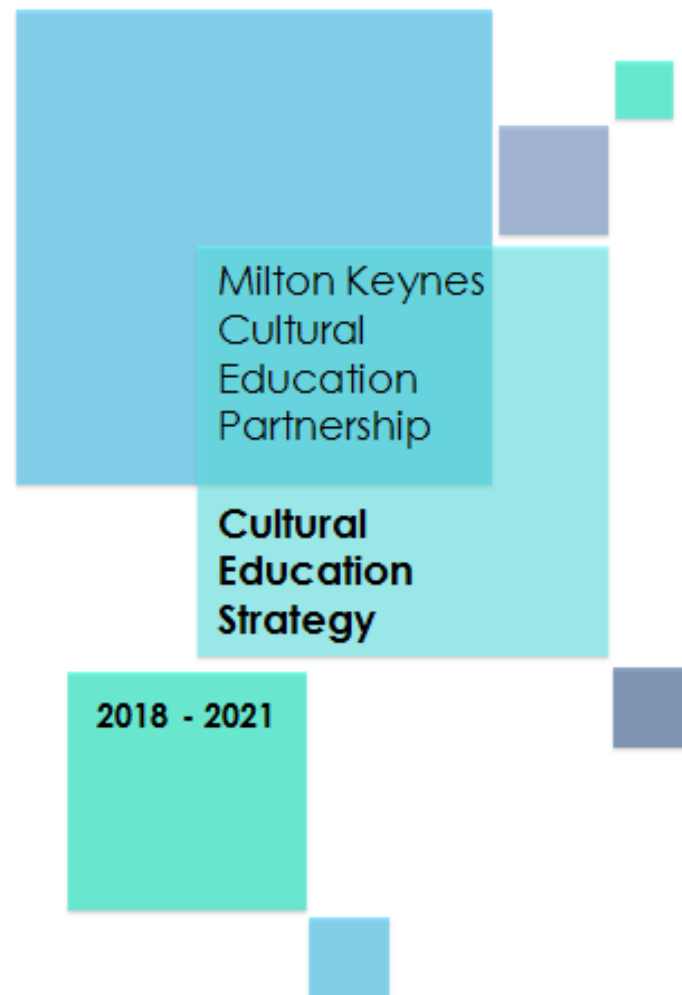 Milton Keynes
Cultural
Education
Partnership
Cultural
Education
Strategy
2018 - 2021